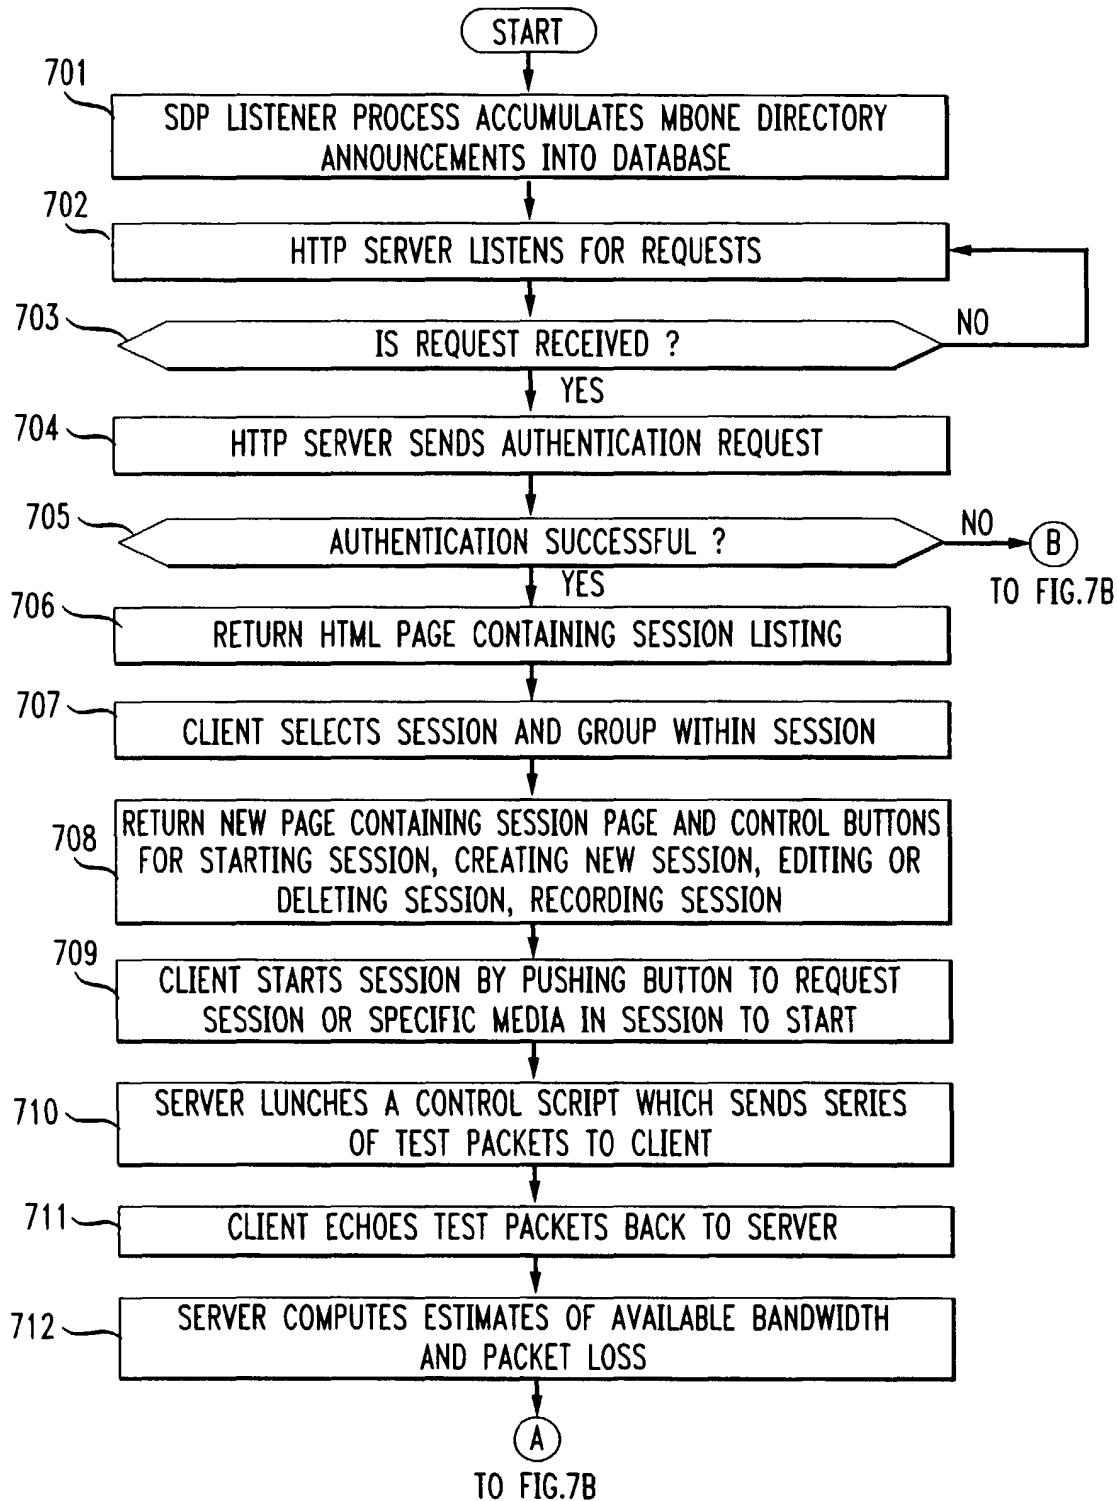 START
701
SDP LISTENER PROCESS ACCUMULATES MBONE DIRECTORY
ANNOUNCEMENTS INTO DATABASE
702
HTTP SERVER LISTENS FOR REQUESTS
703
IS REQUEST RECEIVED ?
NO
YES
704
HTTP SERVER SENDS AUTHENTICATION REQUEST
705
AUTHENTICATION SUCCESSFUL ?
NO
B
TO FIG.7B
YES
706
RETURN HTML PAGE CONTAINING SESSION LISTING
707
CLIENT SELECTS SESSION AND GROUP WITHIN SESSION
708
RETURN NEW PAGE CONTAINING SESSION PAGE AND CONTROL BUTTONS
FOR STARTING SESSION, CREATING NEW SESSION, EDITING OR
DELETING SESSION, RECORDING SESSION
709
CLIENT STARTS SESSION BY PUSHING BUTTON TO REQUEST
SESSION OR SPECIFIC MEDIA IN SESSION TO START
710
SERVER LUNCHES A CONTROL SCRIPT WHICH SENDS SERIES
OF TEST PACKETS TO CLIENT
711
CLIENT ECHOES TEST PACKETS BACK TO SERVER
712
SERVER COMPUTES ESTIMATES OF AVAILABLE BANDWIDTH
AND PACKET LOSS
A
TO FIG.7B